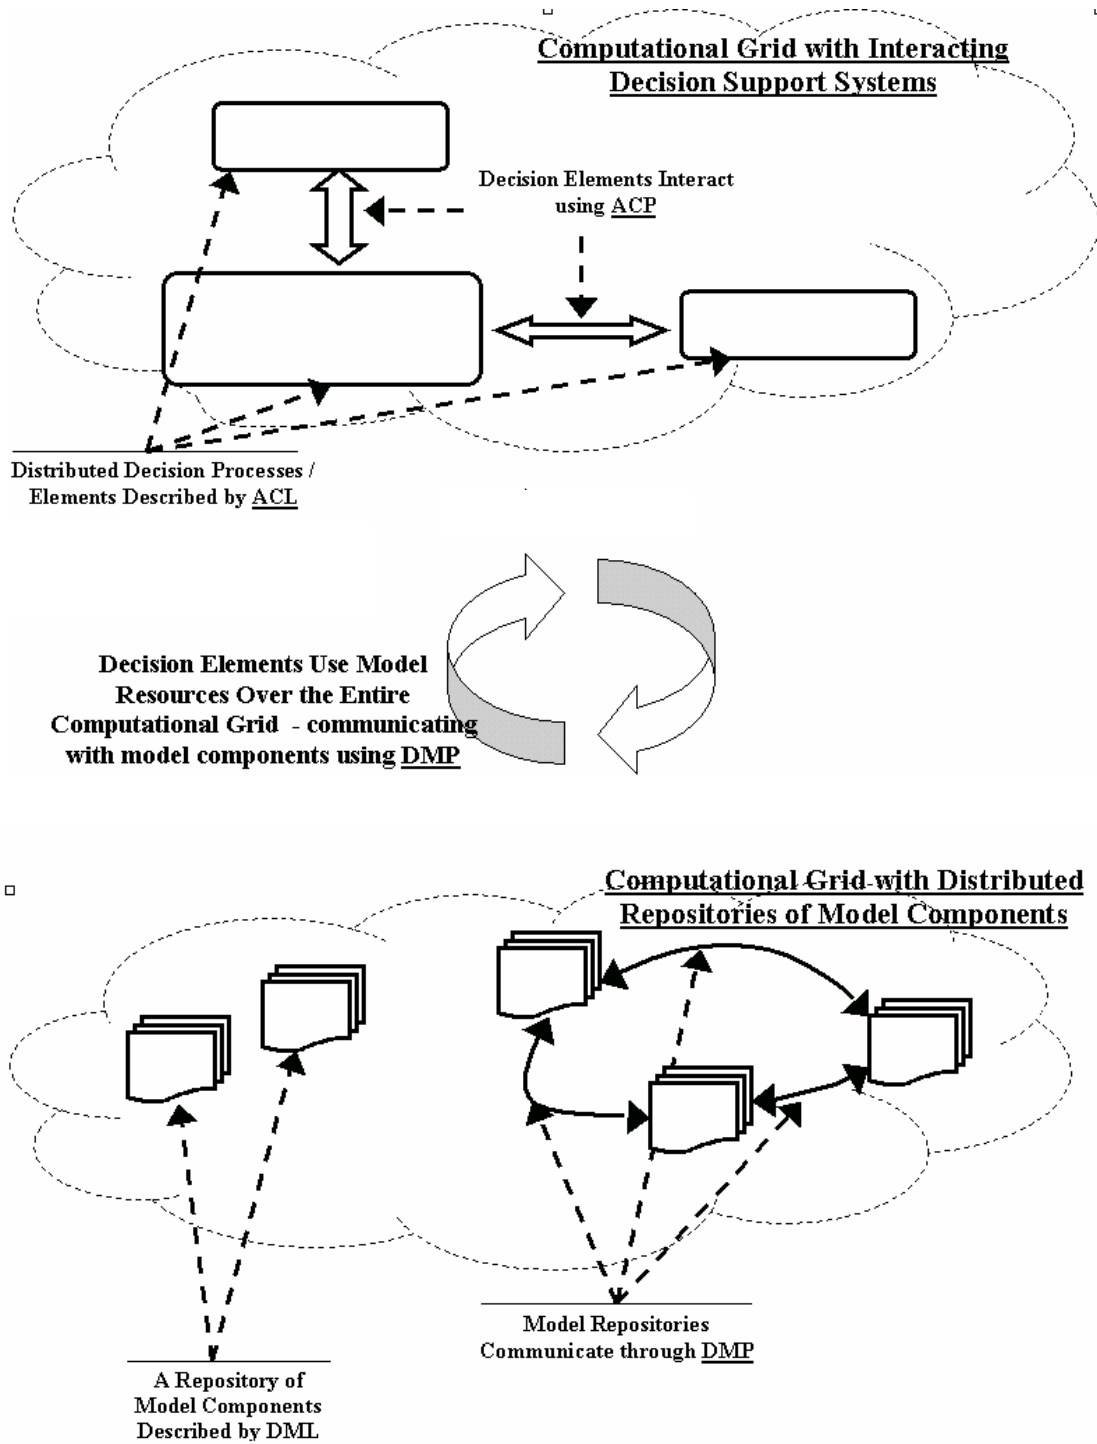 Computational Grid with Interacting
Decision Support Systems
Decision Elements Interact
using ACP
Distributed Decision Processes /
Elements Described by ACL
Decision Elements Use Model
Resources Over the Entire
Computational Grid - communicating
with model components using DMP
Computational Grid with Distributed
Repositories of Model Components
Model Repositories
Communicate through DMP
A Repository of
Model Components
Described by DML